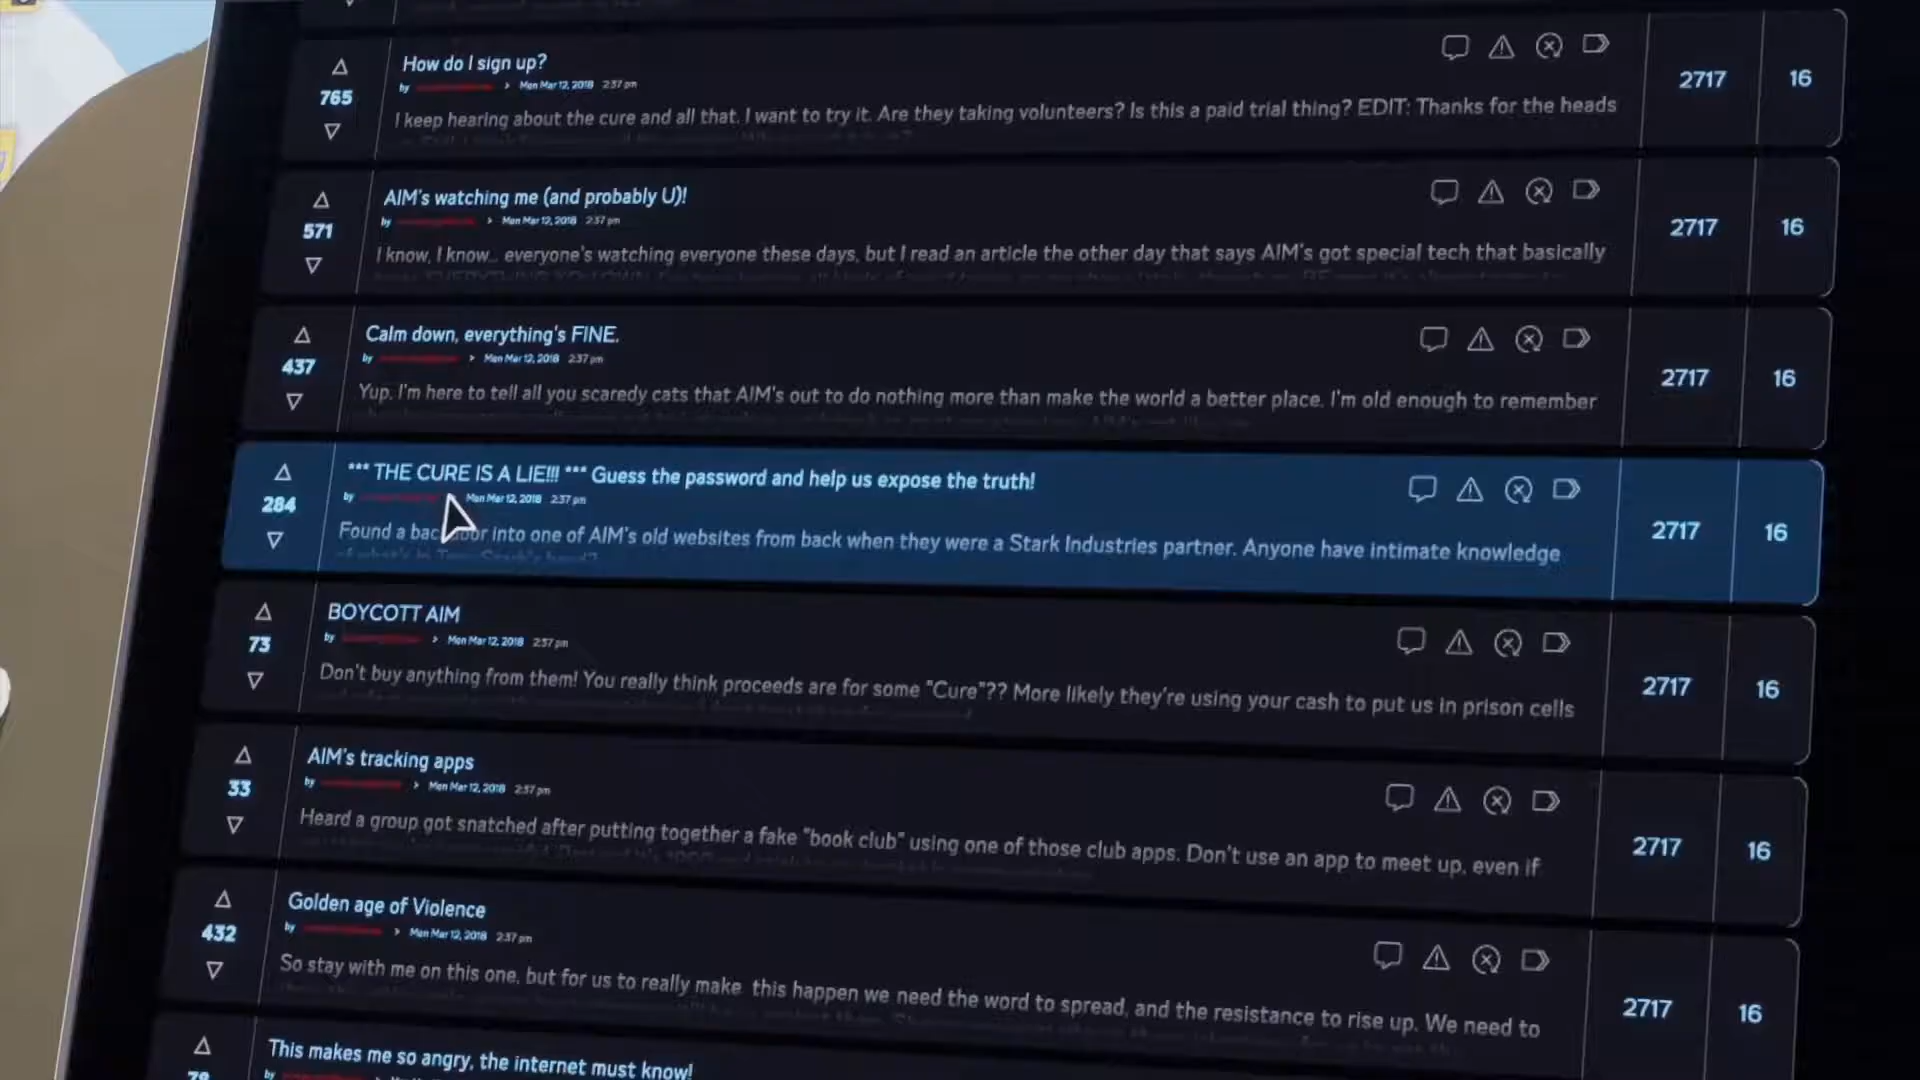 How do I sign up?
2717
16
765
by
Mon Mar 12, 2018 2:37 pm
I keep hearing about the cure and all that. I want to try it. Are they taking volunteers? Is this a paid trial thing? EDIT: Thanks for the heads
AIM's watching me (and probably U)!
2717
16
571
by
Mon Mar 12, 2018 2:37 pm
I know, I know... everyone's watching everyone these days, but I read an article the other day that says AIM's got special tech that basically
Calm down, everything's FINE.
2717
16
437
by
Mon Mar 12, 2018 2:37 pm
Yup. I'm here to tell all you scaredy cats that AIM's out to do nothing more than make the world a better place. I'm old enough to remember
*** THE CURE IS A LIE!!! *** Guess the password and help us expose the truth!
2717
16
284
by
Mon Mar 12, 2018 2:37 pm
Found a into one of AIM's old websites from back when they were a Stark Industries partner. Anyone have intimate knowledge
BOYCOTT AIM
2717
16
73
by
Mon Mar 12, 2018 2:37 pm
Don't buy anything from them! You really think proceeds are for some "Cure"?? More likely they're using your cash to put us in prison cells
AIM's tracking apps
2717
16
33
by
Mon Mar 12, 2018 2:37 pm
Heard a group got snatched after putting together a fake "book club" using one of those club apps. Don't use an app to meet up, even if
Golden age of Violence
2717
16
432
by
Mon Mar 12, 2018 2:37 pm
So stay with me on this one, but for us to really make this happen we need the word to spread, and the resistance to rise up. We need to
This makes me so angry, the internet must know!
by